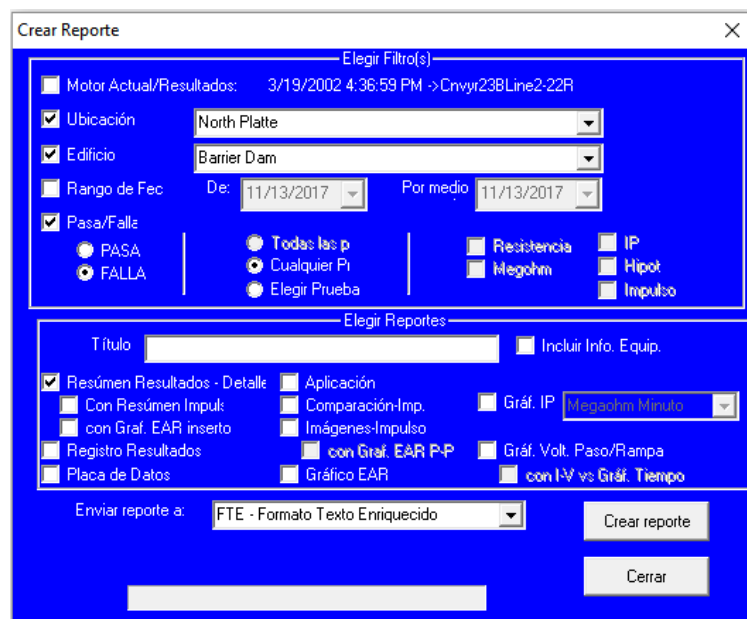 Crear Reporte
Elegir Filtro(s)
Motor Actual/Resultados: 3/19/2002 4:36:59 PM ->Cnvyr23BLine2-22R
Ubicación North Platte
Edificio Barrier Dam
Rango de Fec De: 11/13/2017 Por medio 11/13/2017
Pasa/Falla
PASA Todas las p Resistencia IP
FALLA Cualquier Pr Megohm Hipot
Elegir Prueba Impulso
Elegir Reportes
Título Incluir Info. Equip.
Resúmen Resultados - Detalle Aplicación
Con Resúmen Impuls Comparación-Imp. Gráf. IP Megaohm Minuto
con Graf. EAR inserto Imágenes-Impulso
Registro Resultados con Graf. EAR P-P Gráf. Volt. Paso/Rampa
Placa de Datos Gráfico EAR con I-V vs Gráf. Tiempo
Enviar reporte a: FTE - Formato Texto Enriquecido Crear reporte
Cerrar